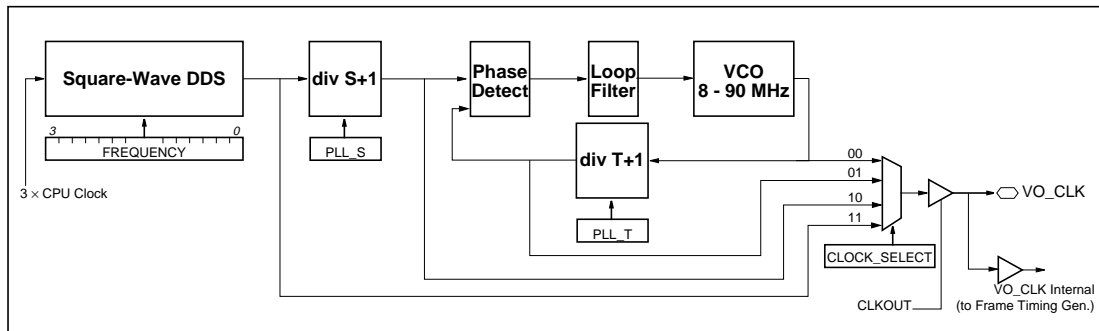 Square-Wave DDS
div S+1
Phase
Detect
Loop
Filter
VCO
8 - 90 MHz
3
0
FREQUENCY
PLL_S
div T+1
PLL_T
3 × CPU Clock
00
01
10
11
CLOCK_SELECT
VO_CLK
CLKOUT
VO_CLK Internal
(to Frame Timing Gen.)